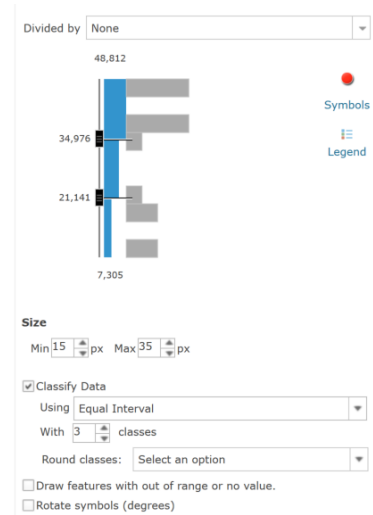 Divided by None
48,812
Symbols
34,976
Legend
21,141
7,305
Size
Min 15 px Max 35 px
Classify Data
Using Equal Interval
With 3 classes
Round classes: Select an option
Draw features with out of range or no value.
Rotate symbols (degrees)